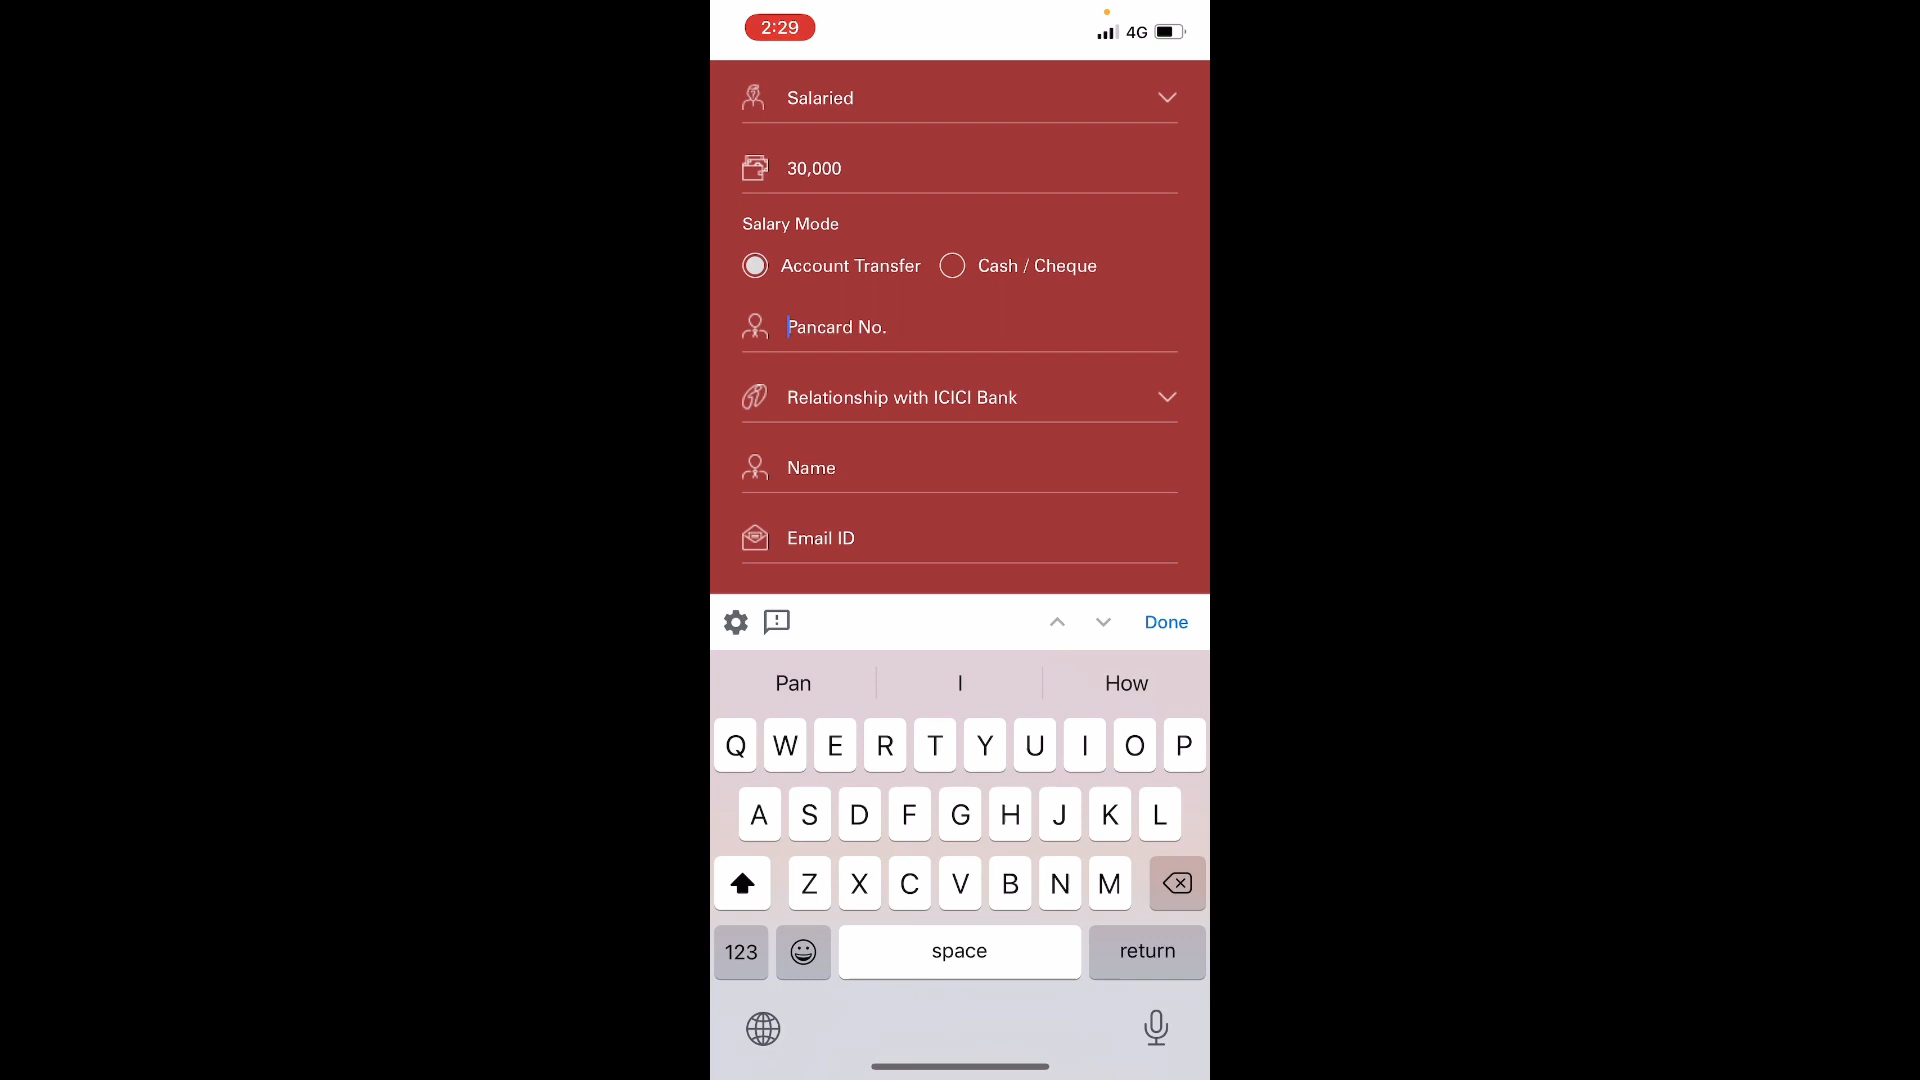 2:29
4G
Salaried
30,000
Salary Mode
Account Transfer Cash / Cheque
Pancard No.
Relationship with ICICI Bank
Name
Email ID
Done
Pan I How
Q W E R T Y U I O P
A S D F G H J K L
Z X C V B N M
123 space return